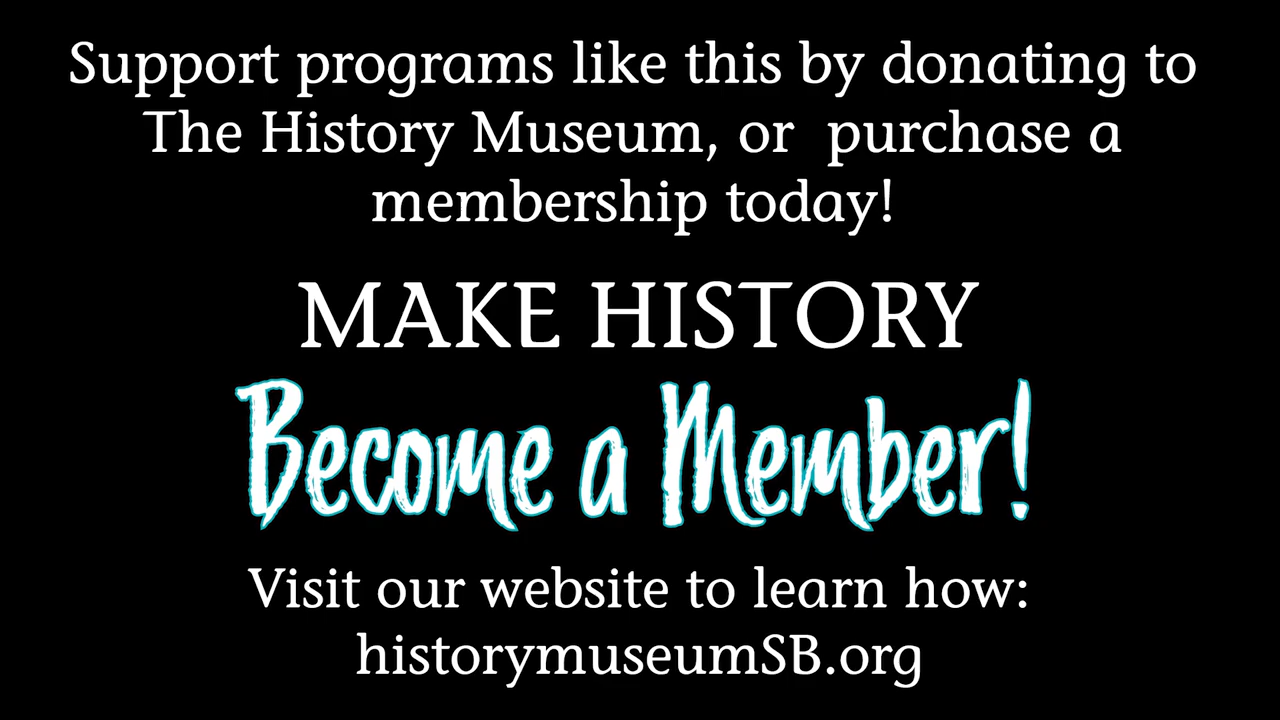 Support programs like this by donating to
The History Museum, or  purchase a
membership today!
MAKE HISTORY
Become a Member!
Visit our website to learn how:
historymuseumSB.org